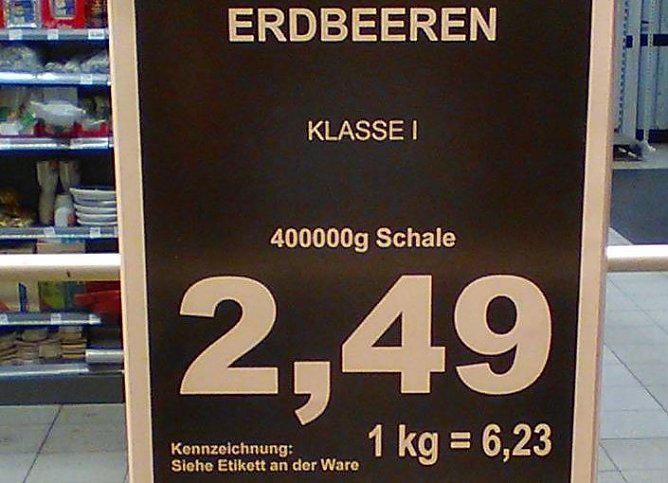 ERDBEEREN
KLASSE I
400000g Schale
2,49
1 kg = 6,23
Kennzeichnung:
Siehe Etikett an der Ware